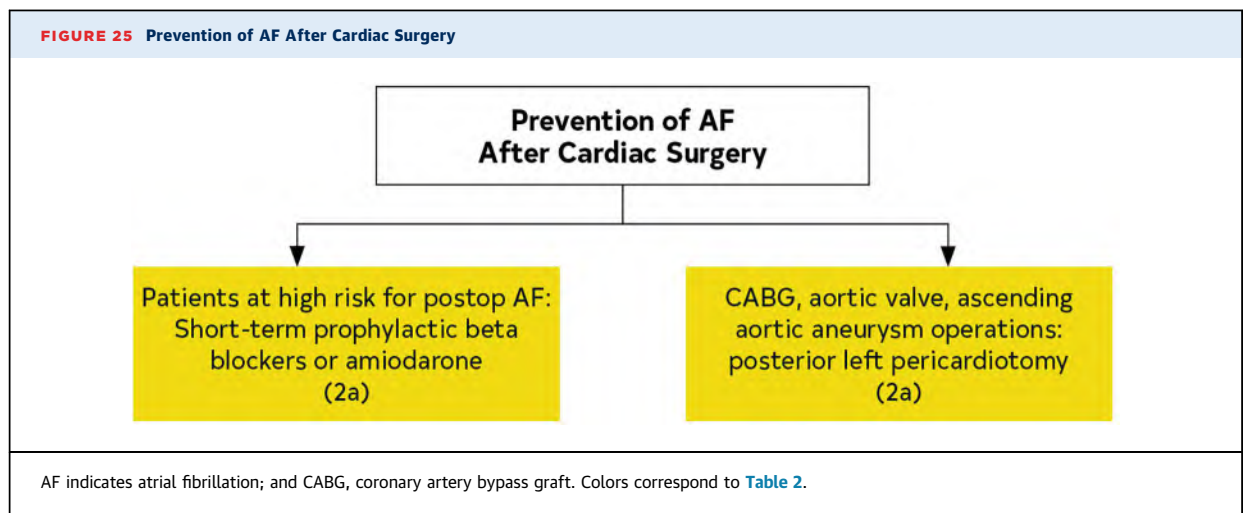 FIGURE 25 Prevention of AF After Cardiac Surgery
Prevention of AF
After Cardiac Surgery
Patients at high risk for postop AF:
Short-term prophylactic beta
blockers or amiodarone
(2a)
CABG, aortic valve, ascending
aortic aneurysm operations:
posterior left pericardiotomy
(2a)
AF indicates atrial fibrillation; and CABG, coronary artery bypass graft. Colors correspond to Table 2.